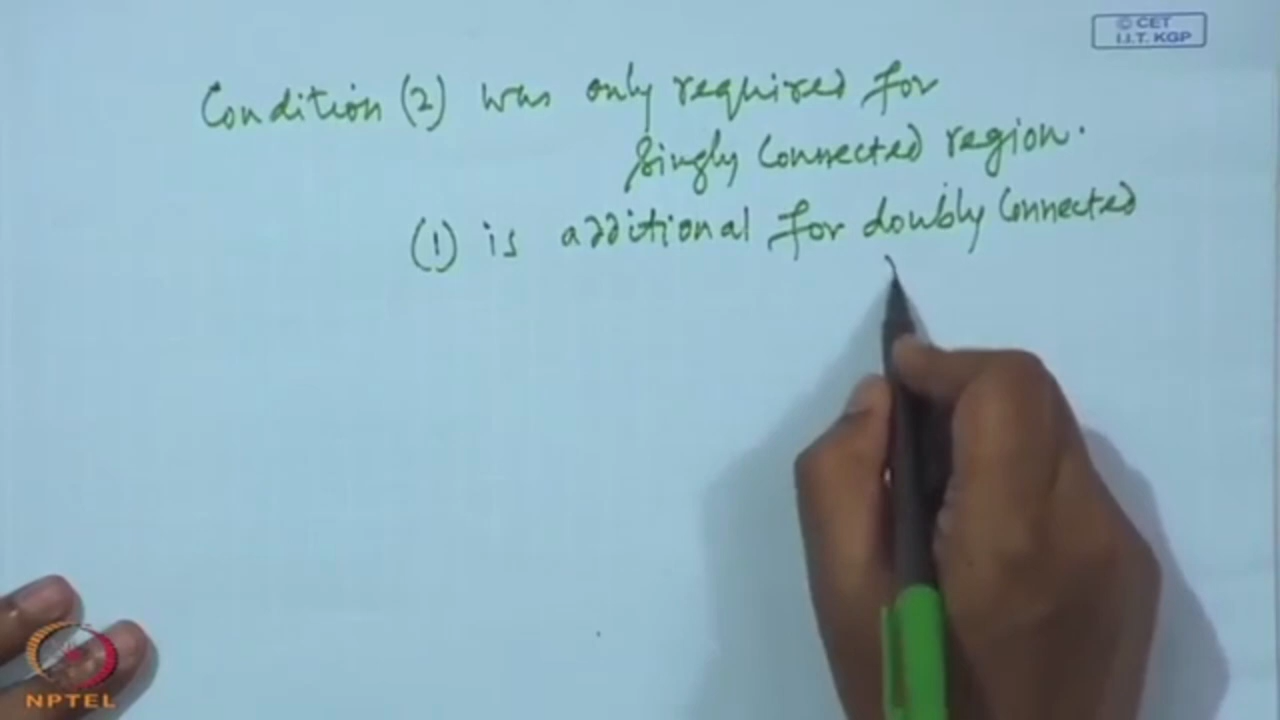 © CET
I.I.T. KGP
Condition (2) was only required for
Singly Connected region.
(1) is additional for doubly Connected
NPTEL